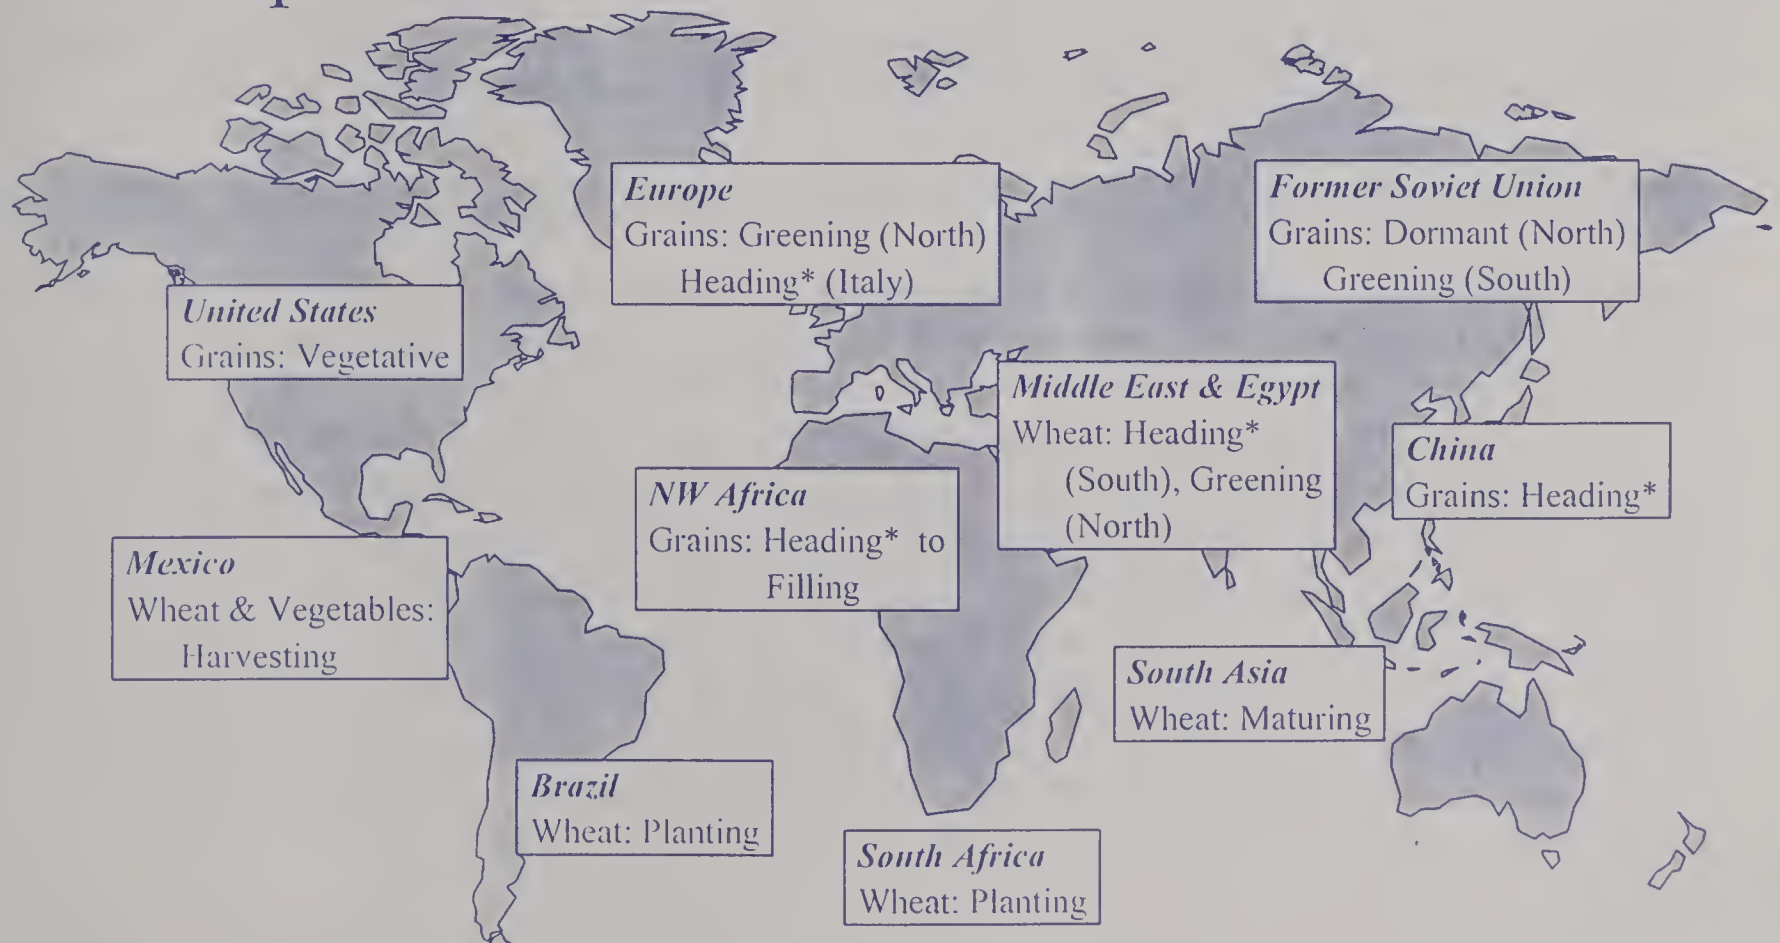 Europe
Grains: Greening (North)
Heading* (Italy)
Former Soviet Union
Grains: Dormant (North)
Greening (South)
United States
Grains: Vegetative
Middle East & Egypt
Wheat: Heading*
(South), Greening
(North)
China
Grains: Heading*
NW Africa
Grains: Heading* to
Filling
Mexico
Wheat & Vegetables:
Harvesting
South Asia
Wheat: Maturing
Brazil
Wheat: Planting
South Africa
Wheat: Planting